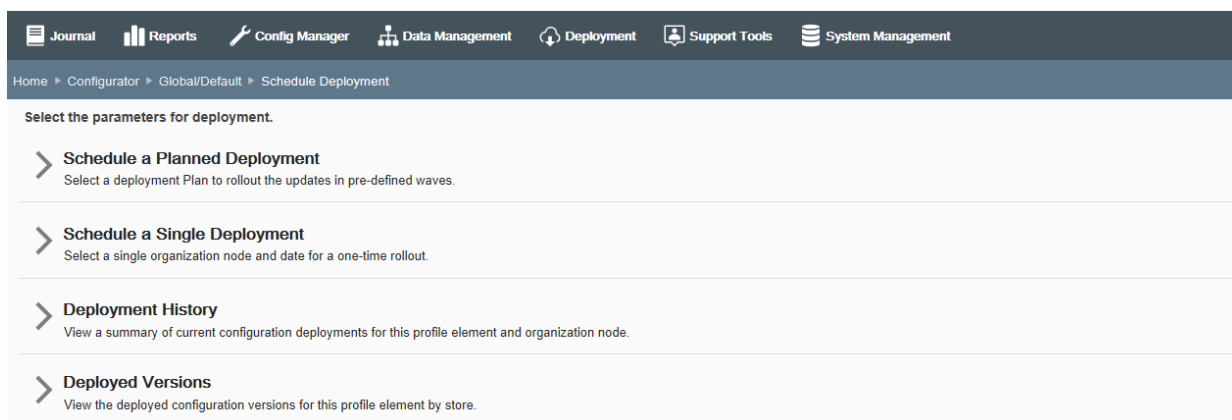 Journal Reports Config Manager Data Management Deployment Support Tools System Management
Home Configurator Global/Default Schedule Deployment
Select the parameters for deployment.
Schedule a Planned Deployment
Select a deployment Plan to rollout the updates in pre-defined waves.
Schedule a Single Deployment
Select a single organization node and date for a one-time rollout.
Deployment History
View a summary of current configuration deployments for this profile element and organization node.
Deployed Versions
View the deployed configuration versions for this profile element by store.